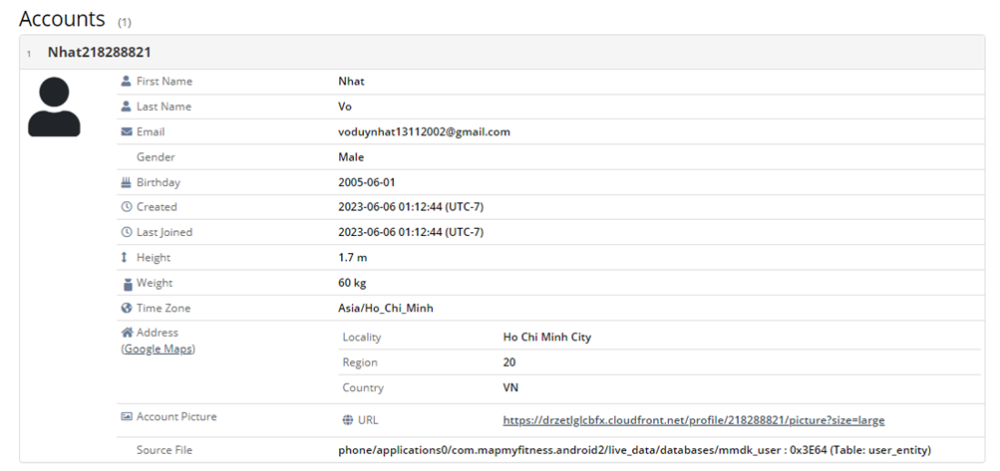 Accounts (1)
1 Nhat218288821
First Name Nhat
Last Name Vo
Email voduynhat13112002@gmail.com
Gender Male
Birthday 2005-06-01
Created 2023-06-06 01:12:44 (UTC-7)
Last Joined 2023-06-06 01:12:44 (UTC-7)
Height 1.7 m
Weight 60 kg
Time Zone Asia/Ho_Chi_Minh
Address
(Google Maps)
Locality Ho Chi Minh City
Region 20
Country VN
Account Picture URL https://drzetlglcbfx.cloudfront.net/profile/218288821/picture?size=large
Source File phone/applications0/com.mapmyfitness.android2/live_data/databases/mmdk_user : 0x3E64 (Table: user_entity)